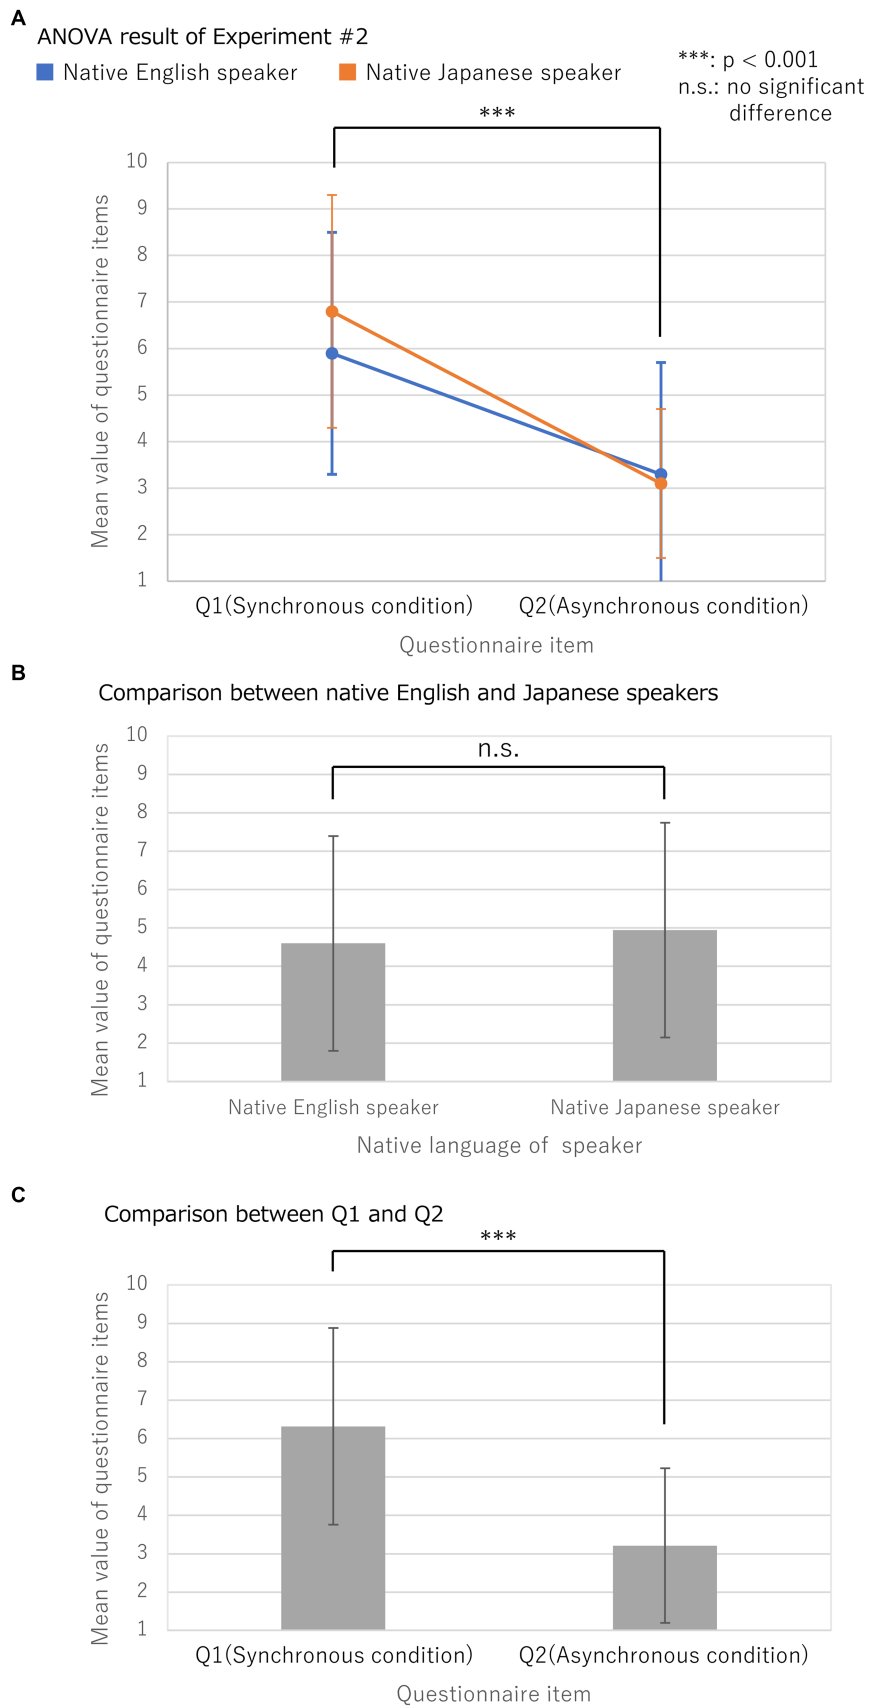 A
ANOVA result of Experiment #2
Native English speaker
Native Japanese speaker
***: p < 0.001
n.s.: no significant
difference
***
10
9
8
7
6
5
4
3
2
1
Mean value of questionnaire items
Q1(Synchronous condition)
Q2(Asynchronous condition)
Questionnaire item
B
Comparison between native English and Japanese speakers
n.s.
10
9
8
7
6
5
4
3
2
1
Mean value of questionnaire items
Native English speaker
Native Japanese speaker
Native language of speaker
C
Comparison between Q1 and Q2
***
10
9
8
7
6
5
4
3
2
1
Mean value of questionnaire items
Q1(Synchronous condition)
Q2(Asynchronous condition)
Questionnaire item